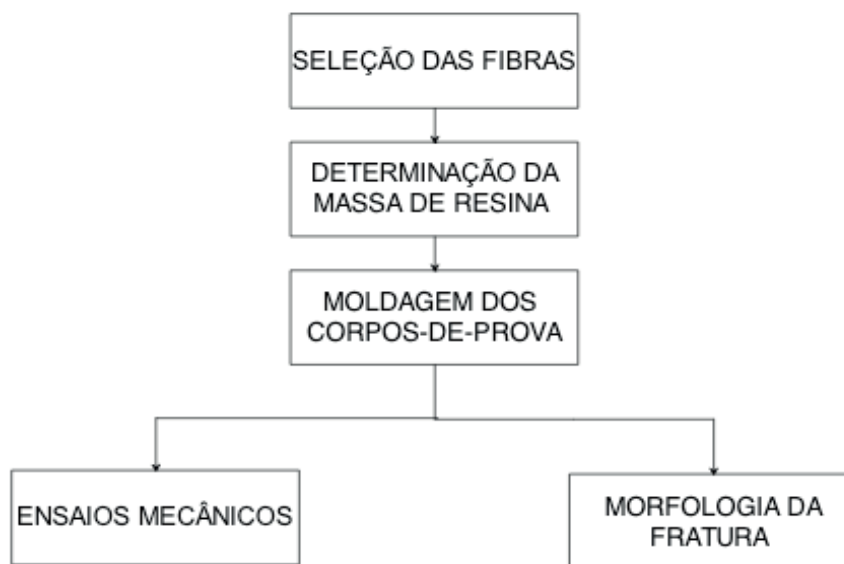 SELEÇÃO DAS FIBRAS
DETERMINAÇÃO DA
MASSA DE RESINA
MOLDAGEM DOS
CORPOS-DE-PROVA
ENSAIOS MECÂNICOS
MORFOLOGIA DA
FRATURA